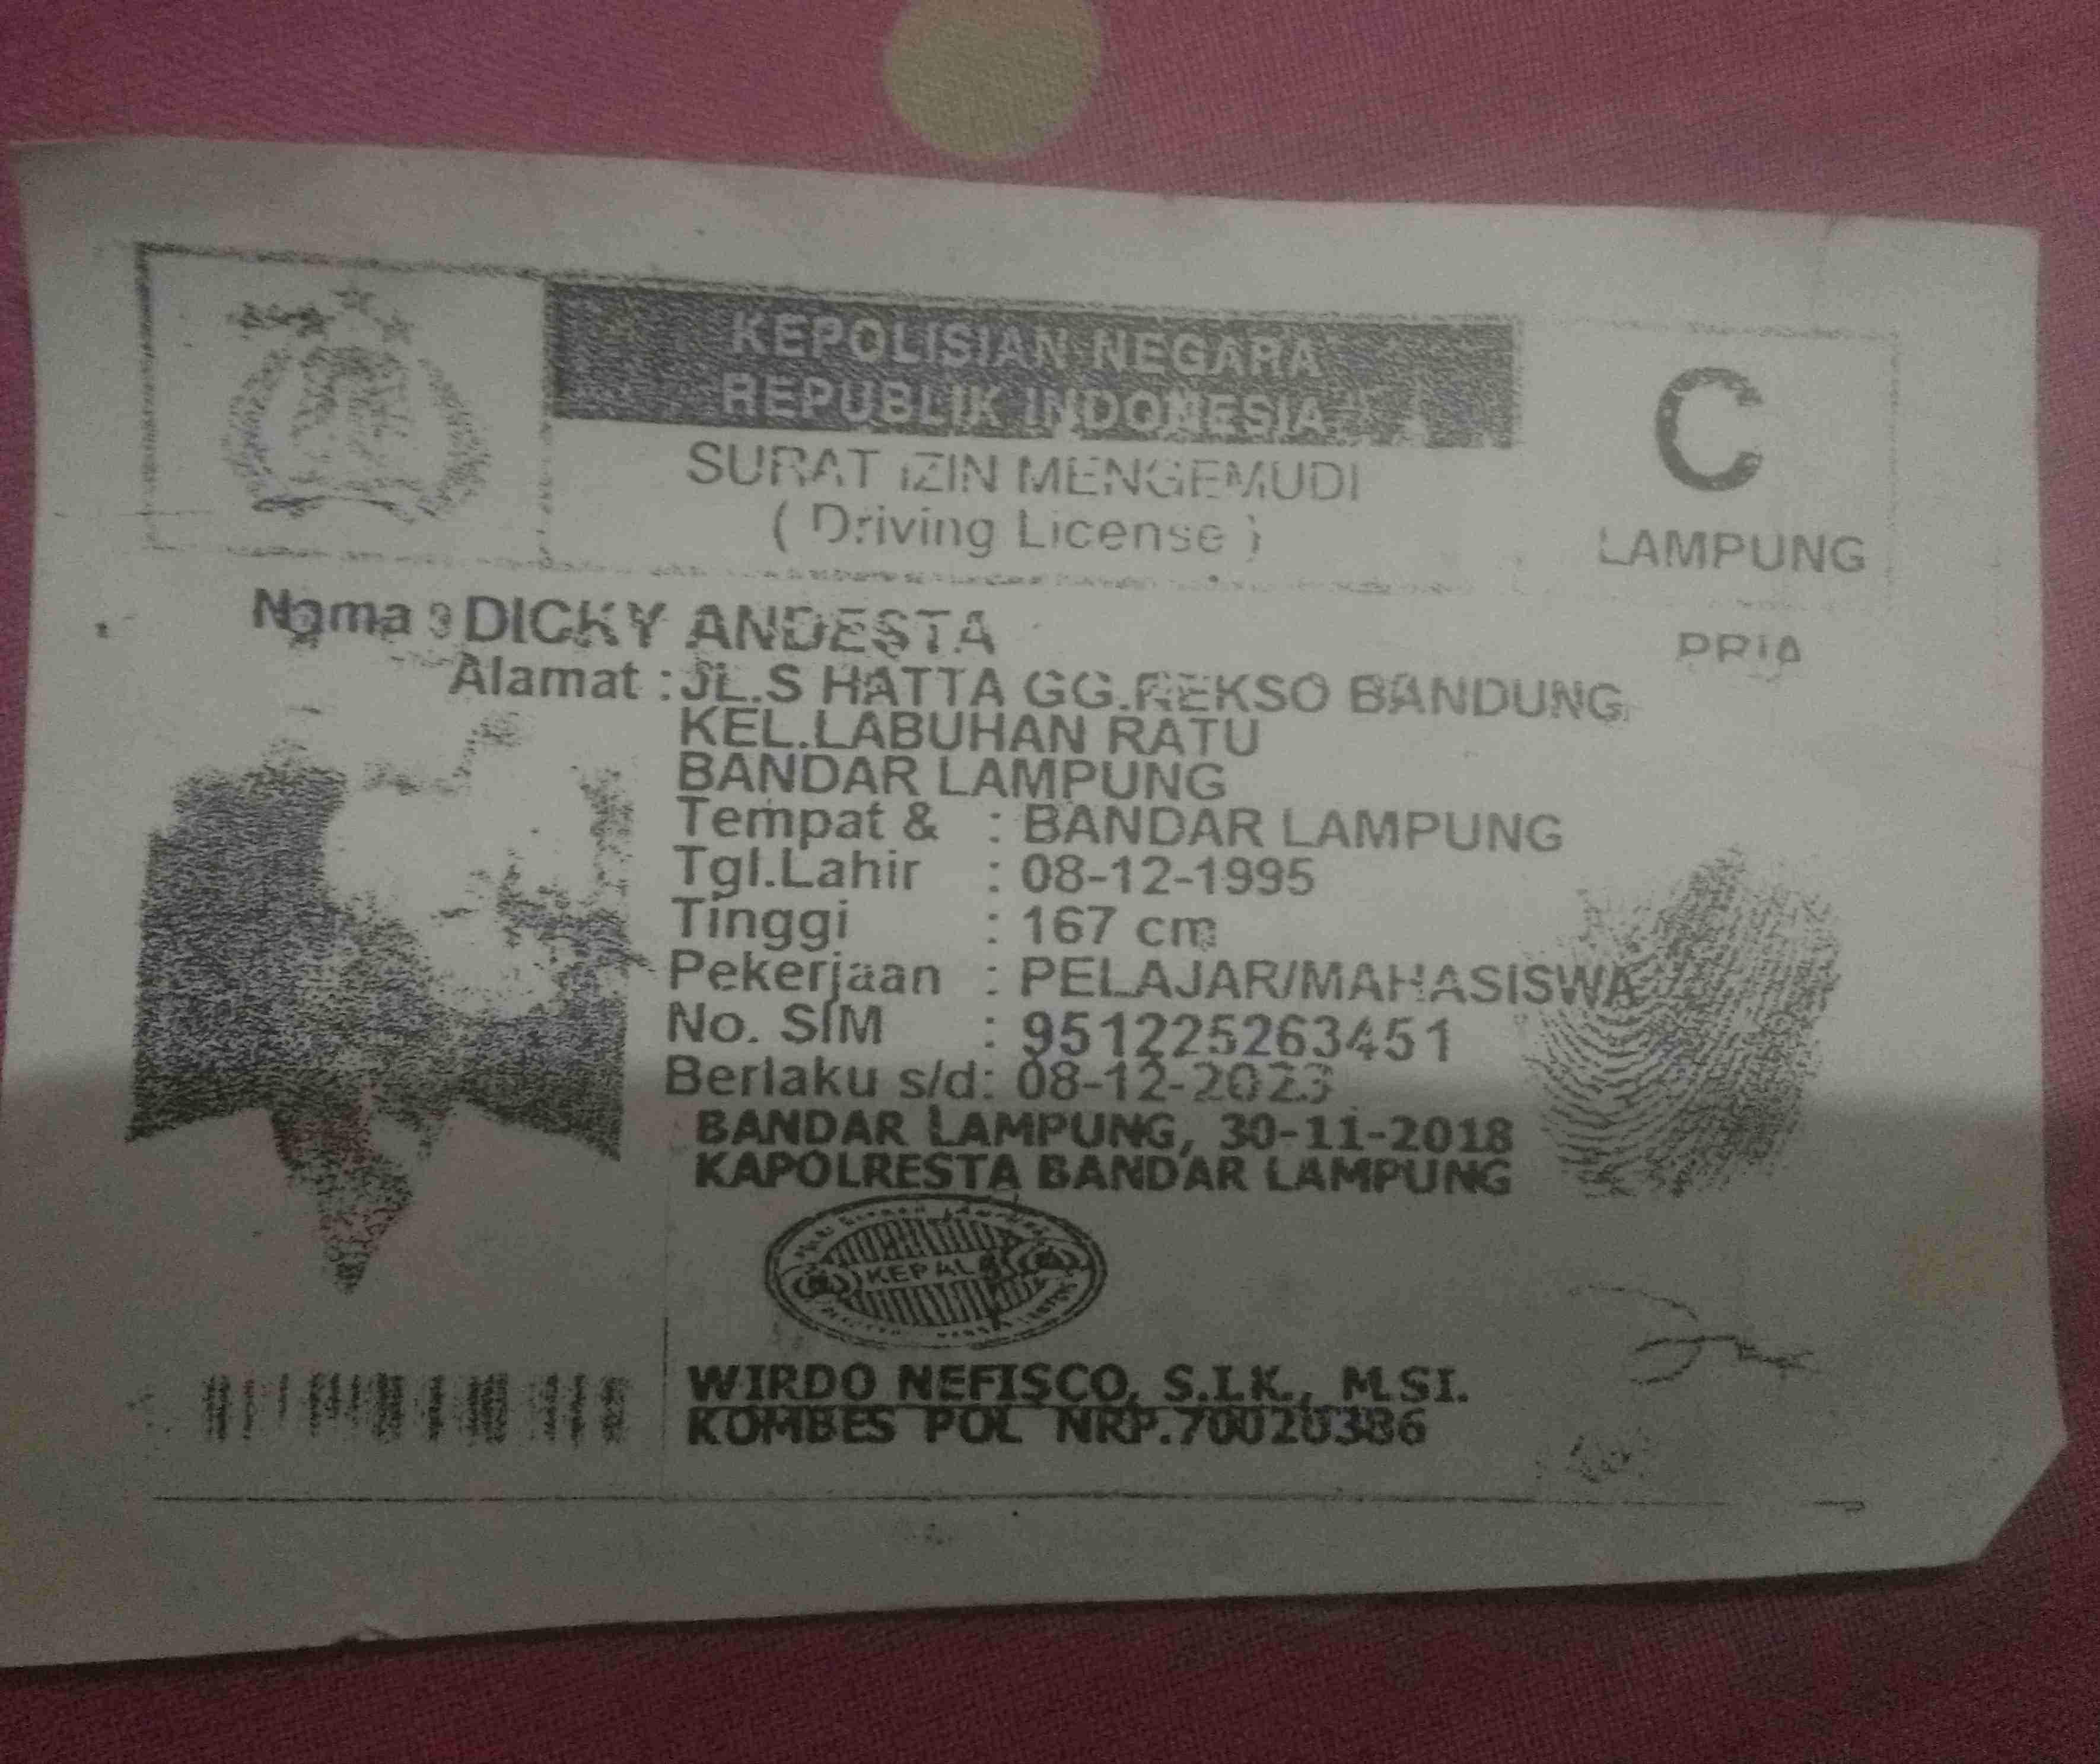 KEPOLISIAN NEGARA
REPUBLIK INDONESIA
SURAT IZIN MENGEMUDI
( Driving License )
C
LAMPUNG
PRIA
Nama : DICKY ANDESTA
Alamat : JL.S HATTA GG.REKSO BANDUNG
KEL.LABUHAN RATU
BANDAR LAMPUNG
Tempat & : BANDAR LAMPUNG
Tgl.Lahir : 08-12-1995
Tinggi : 167 cm
Pekerjaan : PELAJAR/MAHASISWA
No. SIM : 951225263451
Berlaku s/d: 08-12-2023
BANDAR LAMPUNG, 30-11-2018
KAPOLRESTA BANDAR LAMPUNG
KEPALA
WIRDO NEFISCO, S.I.K., M.SI.
KOMBES POL NRP.70020386